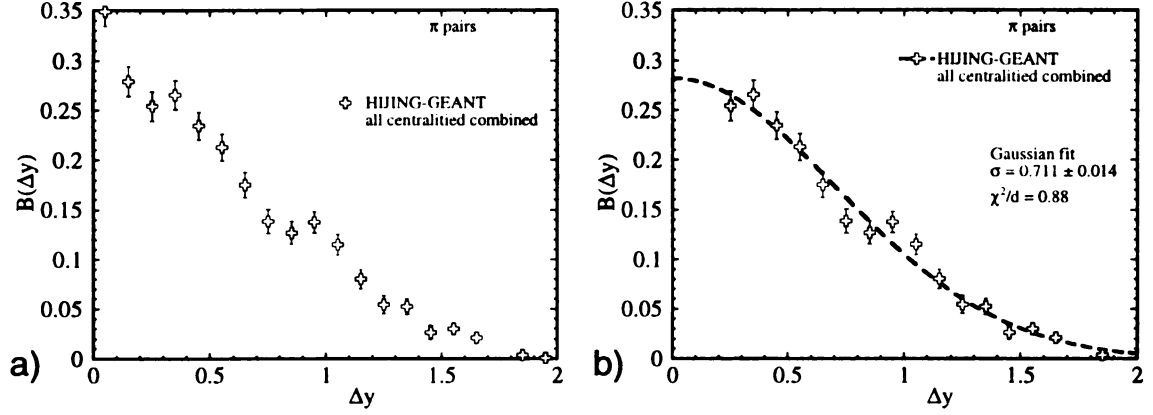 0.35
0.3
0.25
0.2
0.15
0.1
0.05
0
B(Δy)
π pairs
HIJING-GEANT
all centralitied combined
0
0.5
1
1.5
2
Δy
a)
0.35
0.3
0.25
0.2
0.15
0.1
0.05
0
B(Δy)
π pairs
HIJING-GEANT
all centralitied combined
Gaussian fit
σ = 0.711 ± 0.014
χ²/d = 0.88
0
0.5
1
1.5
2
Δy
b)